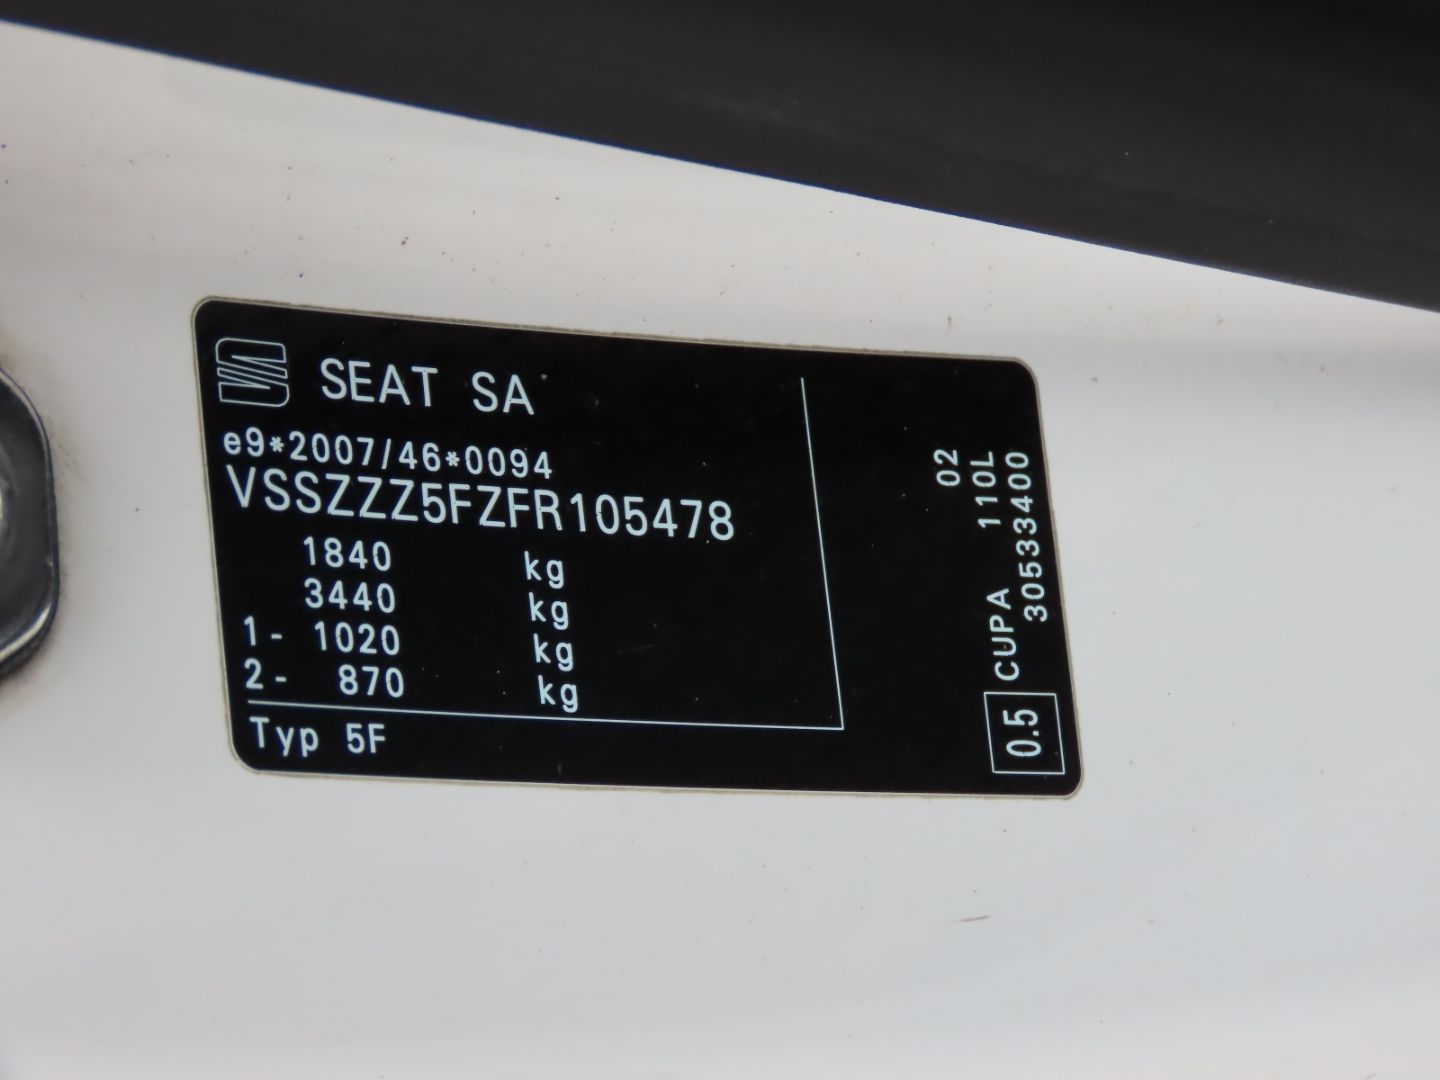 SEAT SA
e9*2007/46*0094
VSSZZZ5FZFR105478
1840 kg
3440 kg
1- 1020 kg
2- 870 kg
Typ 5F
02
CUPA 110L
30533400
0.5